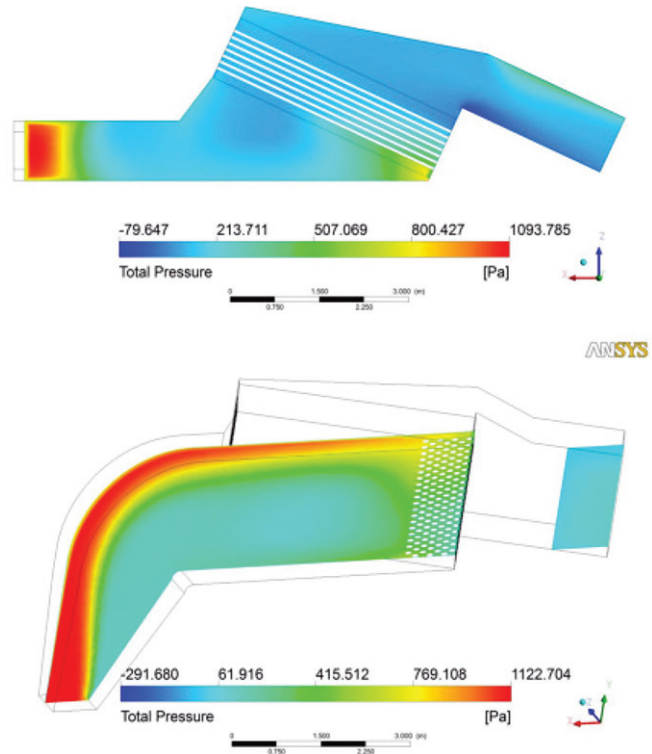 -79.647 213.711 507.069 800.427 1093.785
Total Pressure [Pa]
Z
X
0 1.500 3.000 (m)
0.750 2.250
ANSYS
-291.680 61.916 415.512 769.108 1122.704
Total Pressure [Pa]
Y
Z
X
0 1.500 3.000 (m)
0.750 2.250